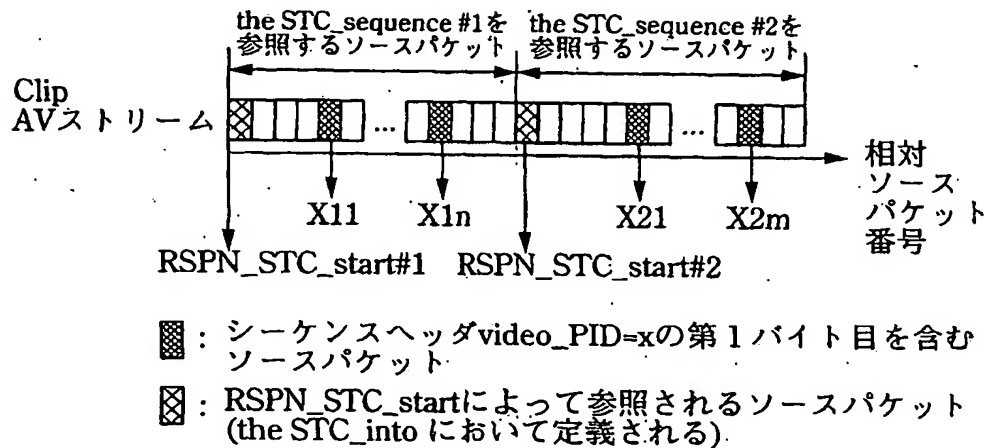 the STC_sequence #1を
参照するソースパケット
the STC_sequence #2を
参照するソースパケット
Clip
AVストリーム
...
...
相対
ソース
パケット
番号
X11
X1n
X21
X2m
RSPN_STC_start#1
RSPN_STC_start#2
: シーケンスヘッダvideo_PID=xの第1バイト目を含む
ソースパケット
: RSPN_STC_startによって参照されるソースパケット
(the STC_into において定義される)